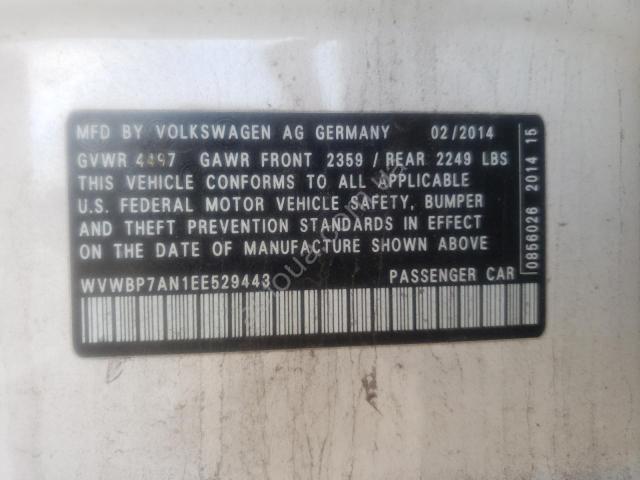 MFD BY VOLKSWAGEN AG GERMANY 02/2014
GVWR 4497 GAWR FRONT 2359 / REAR 2249 LBS
THIS VEHICLE CONFORMS TO ALL APPLICABLE
U.S. FEDERAL MOTOR VEHICLE SAFETY, BUMPER
AND THEFT PREVENTION STANDARDS IN EFFECT
ON THE DATE OF MANUFACTURE SHOWN ABOVE
WVWBP7AN1EE529443 PASSENGER CAR
0856026 2014 15